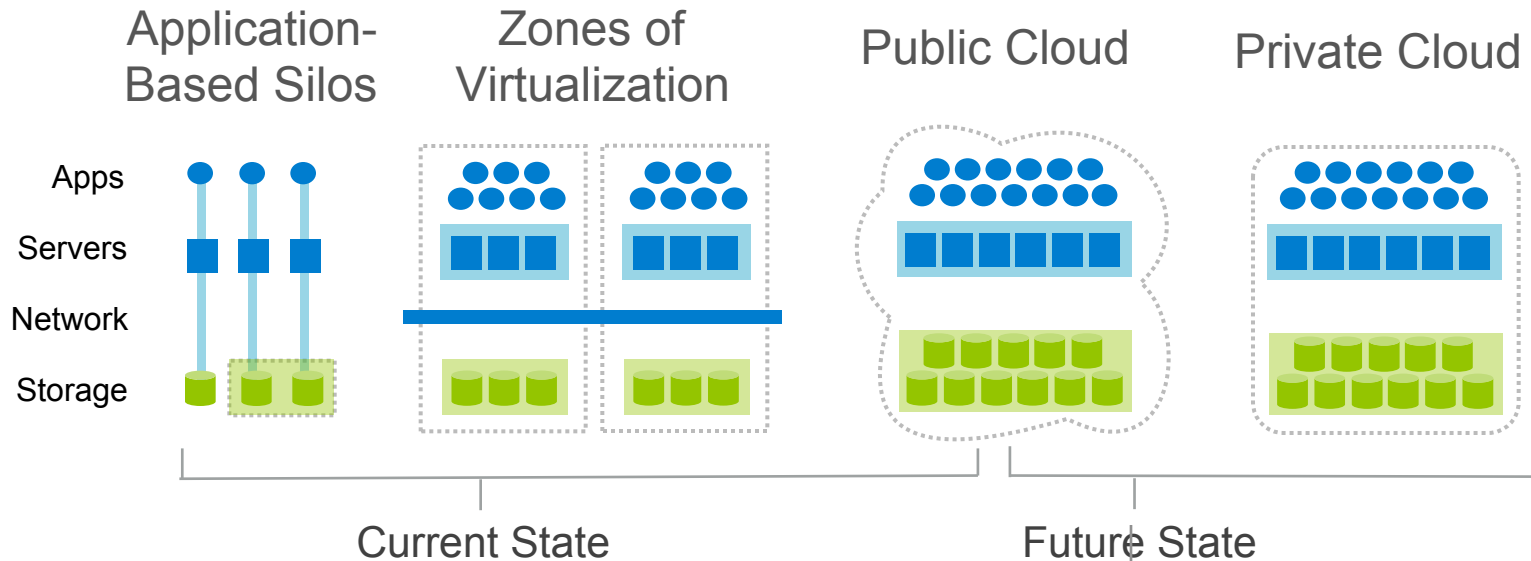 Application-
Based Silos
Zones of
Virtualization
Public Cloud
Private Cloud
Apps
Servers
Network
Storage
Current State
Future State